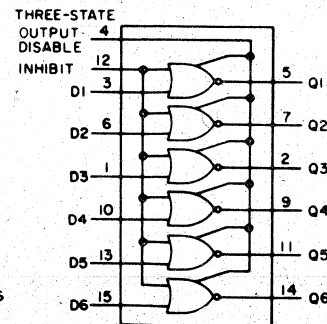 THREE-STATE
OUTPUT 4
DISABLE
INHIBIT 12
D1 3
5 Q1
D2 6
7 Q2
D3 1
2 Q3
D4 10
9 Q4
D5 13
11 Q5
D6 15
14 Q6
S